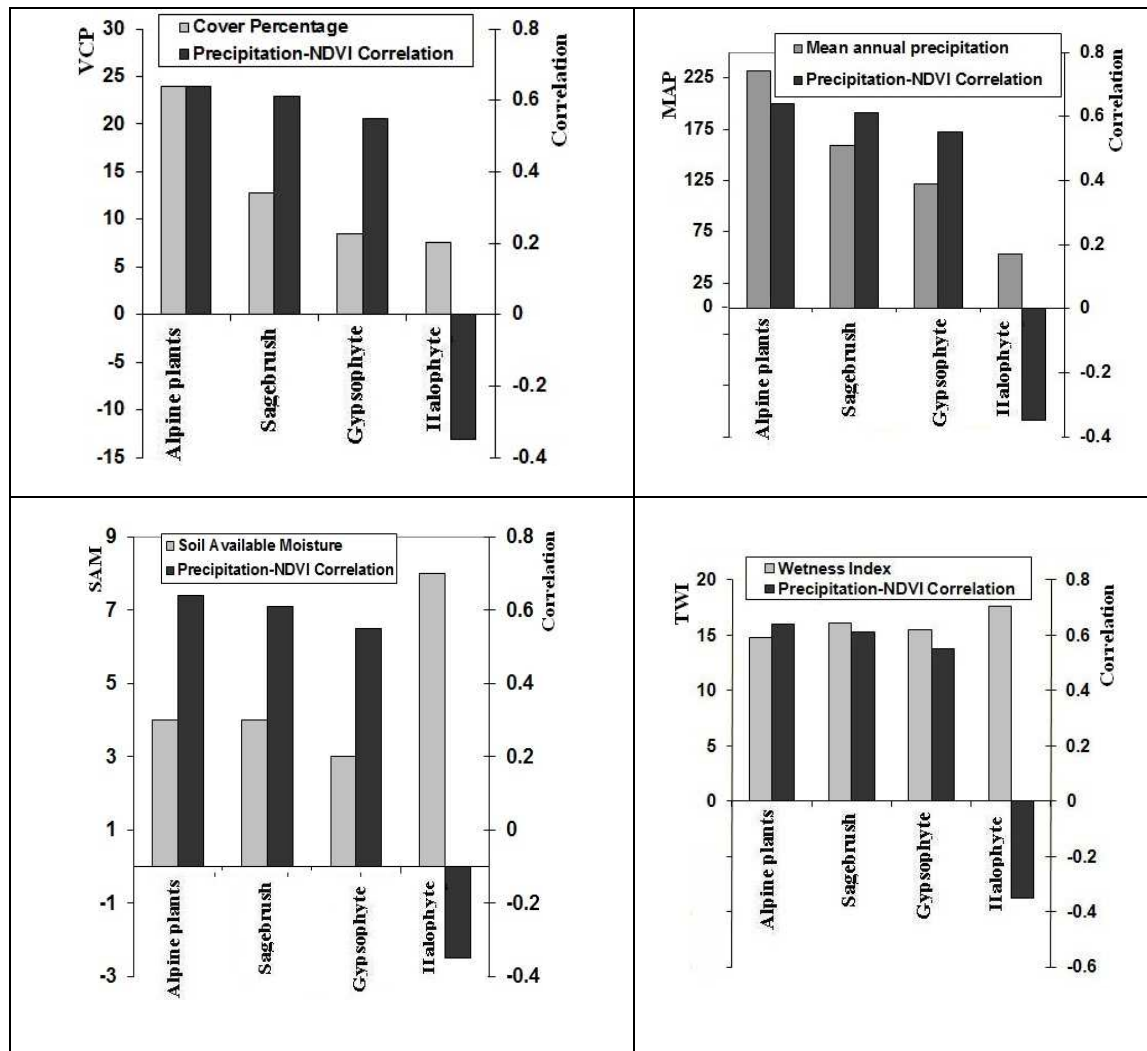 Cover Percentage
Precipitation-NDVI Correlation
VCP
30
25
20
15
10
5
0
-5
-10
-15
0.8
0.6
0.4
0.2
0
-0.2
-0.4
Correlation
Alpine plants
Sagebrush
Gypsophyte
Halophyte
Mean annual precipitation
Precipitation-NDVI Correlation
MAP
225
175
125
75
25
0
0.8
0.6
0.4
0.2
0
-0.2
-0.4
Correlation
Alpine plants
Sagebrush
Gypsophyte
Halophyte
Soil Available Moisture
Precipitation-NDVI Correlation
SAM
9
7
5
3
1
-1
-3
0.8
0.6
0.4
0.2
0
-0.2
-0.4
Correlation
Alpine plants
Sagebrush
Gypsophyte
Halophyte
Wetness Index
Precipitation-NDVI Correlation
TWI
20
15
10
5
0
0.8
0.6
0.4
0.2
0
-0.2
-0.4
-0.6
Correlation
Alpine plants
Sagebrush
Gypsophyte
Halophyte